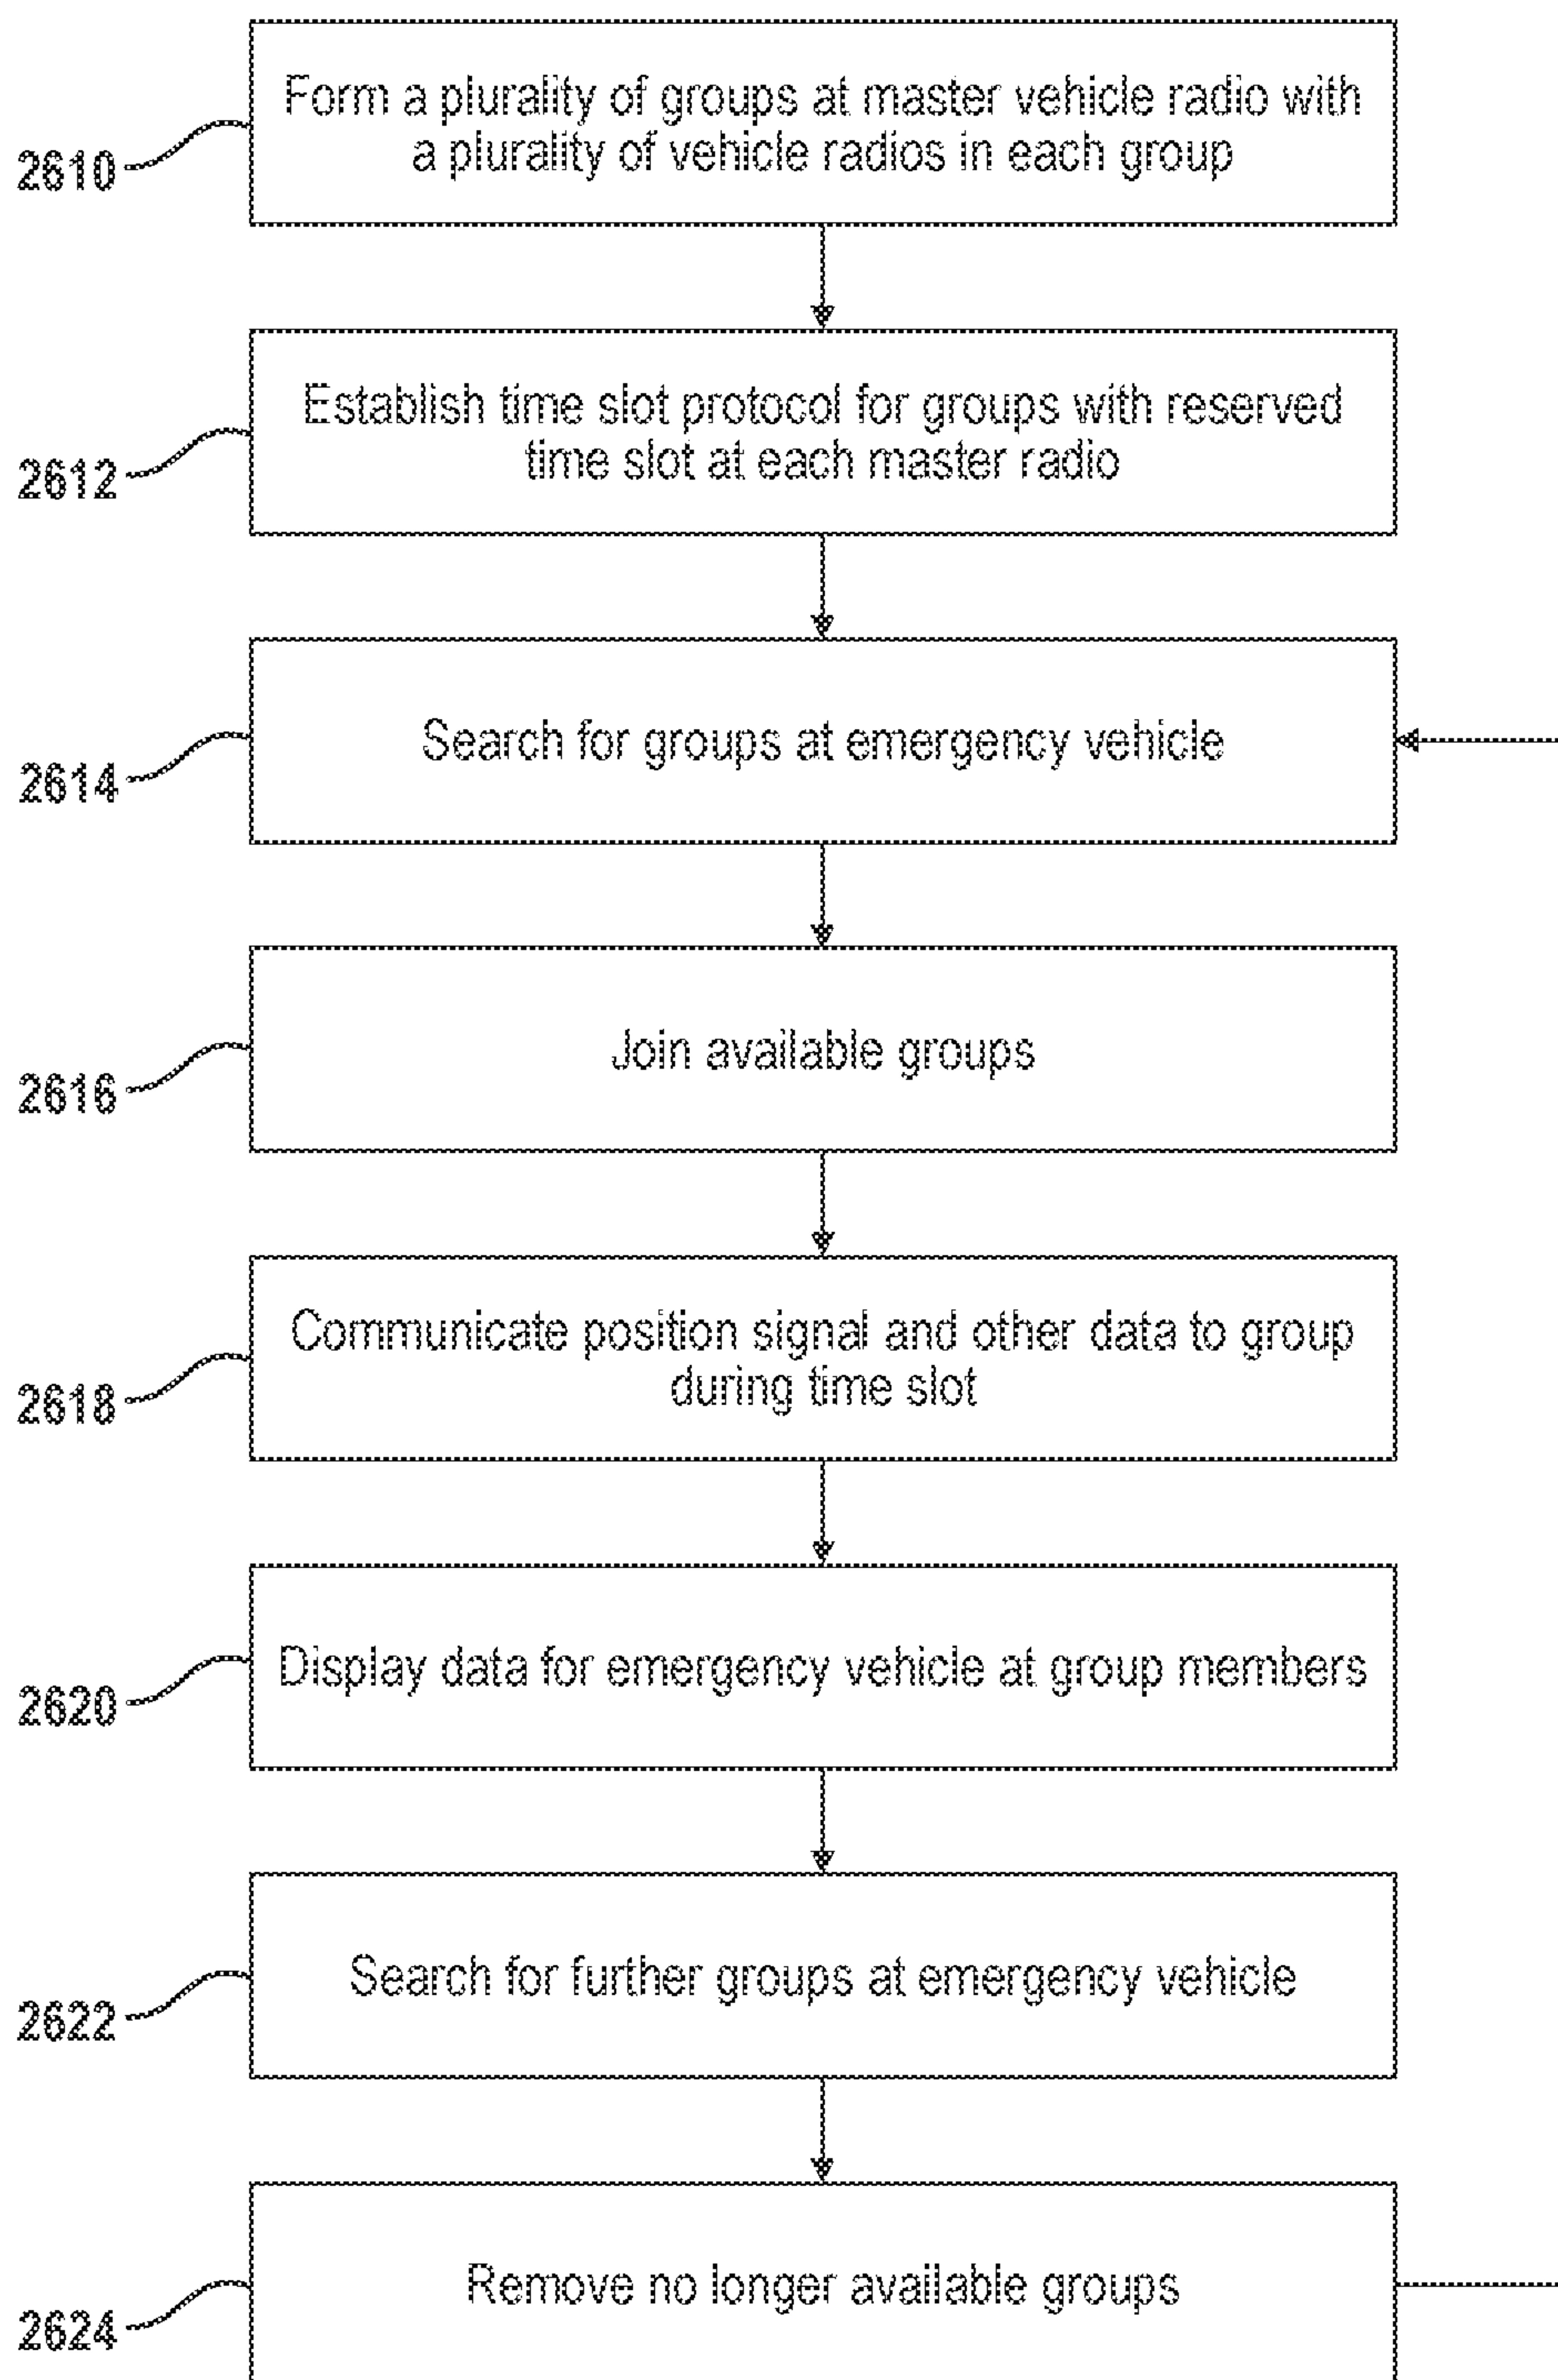 Form a plurality of groups at master vehicle radio with
a plurality of vehicle radios in each group
2610
Establish time slot protocol for groups with reserved
time slot at each master radio
2612
Search for groups at emergency vehicle
2614
Join available groups
2616
Communicate position signal and other data to group
during time slot
2618
Display data for emergency vehicle at group members
2620
Search for further groups at emergency vehicle
2622
Remove no longer available groups
2624